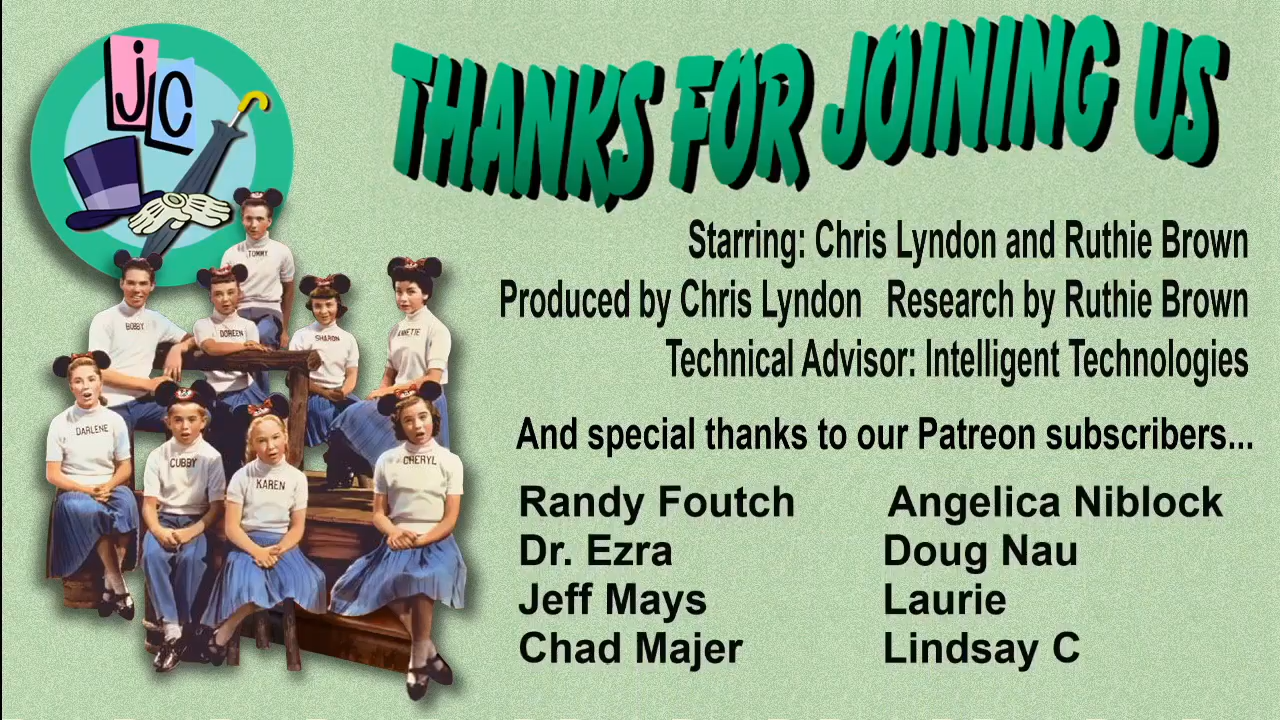 jc
THANKS FOR JOINING US
Starring: Chris Lyndon and Ruthie Brown
Produced by Chris Lyndon Research by Ruthie Brown
Technical Advisor: Intelligent Technologies
And special thanks to our Patreon subscribers...
Randy Foutch Angelica Niblock
Dr. Ezra Doug Nau
Jeff Mays Laurie
Chad Majer Lindsay C
TOMMY
BOBBY
DOREEN
SHARON
ANNETTE
DARLENE
CUBBY
KAREN
CHERYL